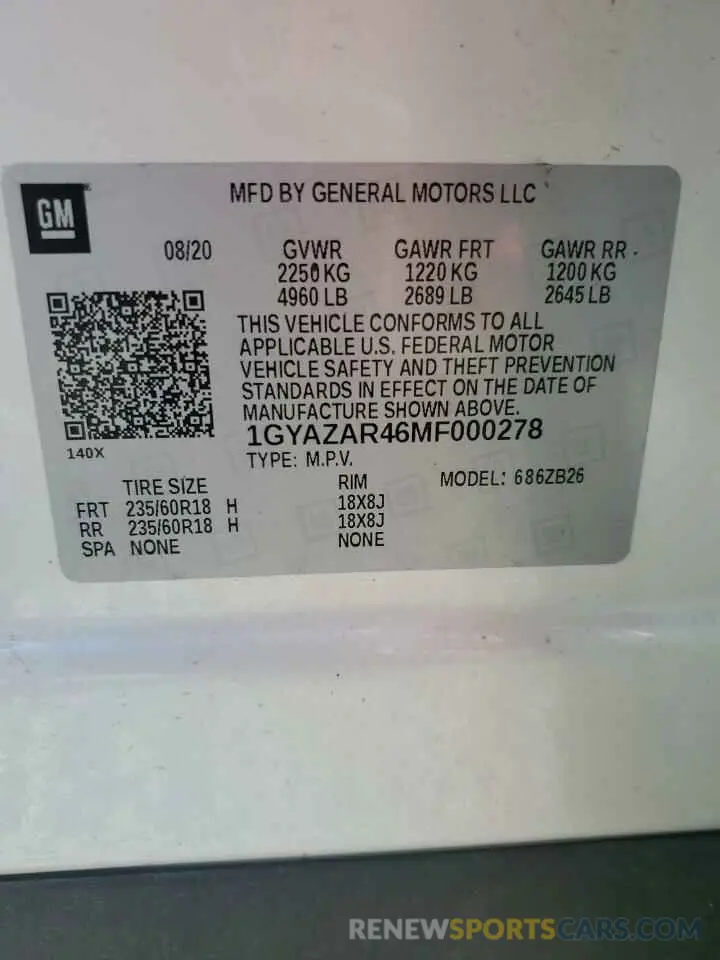 GM
MFD BY GENERAL MOTORS LLC
08/20 GVWR GAWR FRT GAWR RR
2250 KG 1220 KG 1200 KG
4960 LB 2689 LB 2645 LB
THIS VEHICLE CONFORMS TO ALL
APPLICABLE U.S. FEDERAL MOTOR
VEHICLE SAFETY AND THEFT PREVENTION
STANDARDS IN EFFECT ON THE DATE OF
MANUFACTURE SHOWN ABOVE.
1GYAZAR46MF000278
140X
TYPE: M.P.V. MODEL: 686ZB26
TIRE SIZE RIM
FRT 235/60R18 H 18X8J
RR 235/60R18 H 18X8J
SPA NONE NONE
RENEWSPORTSCARS.COM